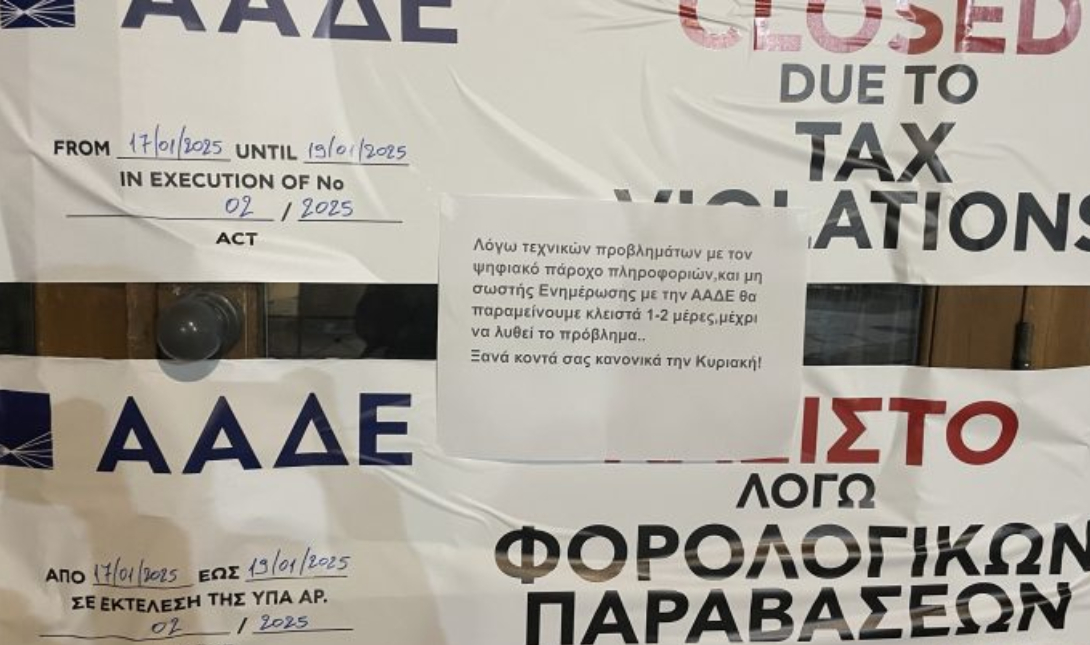 ΑΑΔΕ
CLOSED
DUE TO
TAX
VIOLATIONS
FROM 17/01/2025 UNTIL 19/01/2025
IN EXECUTION OF No
02 / 2025
ACT
Λόγω τεχνικών προβλημάτων με τον
ψηφιακό πάροχο πληροφοριών,και μη
σωστής Ενημέρωσης με την ΑΑΔΕ θα
παραμείνουμε κλειστά 1-2 μέρες,μέχρι
να λυθεί το πρόβλημα..
Ξανά κοντά σας κανονικά την Κυριακή!
ΑΑΔΕ
ΚΛΕΙΣΤΟ
ΛΟΓΩ
ΦΟΡΟΛΟΓΙΚΩΝ
ΠΑΡΑΒΑΣΕΩΝ
ΑΠΟ 17/01/2025 ΕΩΣ 19/01/2025
ΣΕ ΕΚΤΕΛΕΣΗ ΤΗΣ ΥΠΑ ΑΡ.
02 / 2025